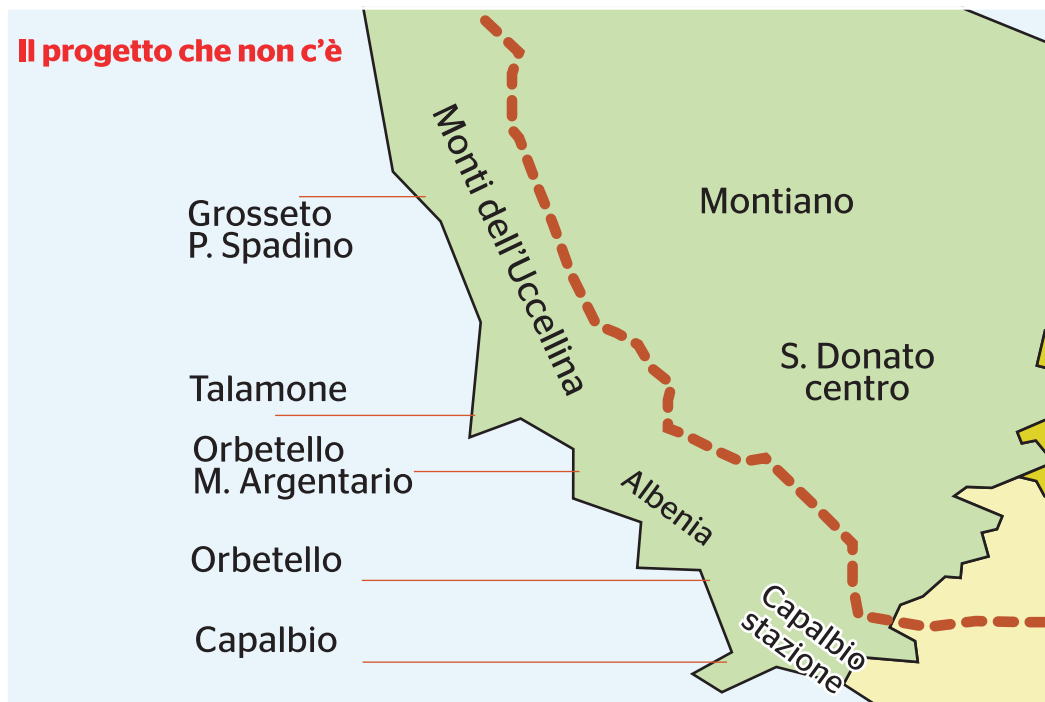 Il progetto che non c'è
Monti dell'Uccellina
Montiano
Grosseto
P. Spadino
S. Donato
centro
Talamone
Orbetello
M. Argentario
Albenia
Orbetello
Capalbio
stazione
Capalbio